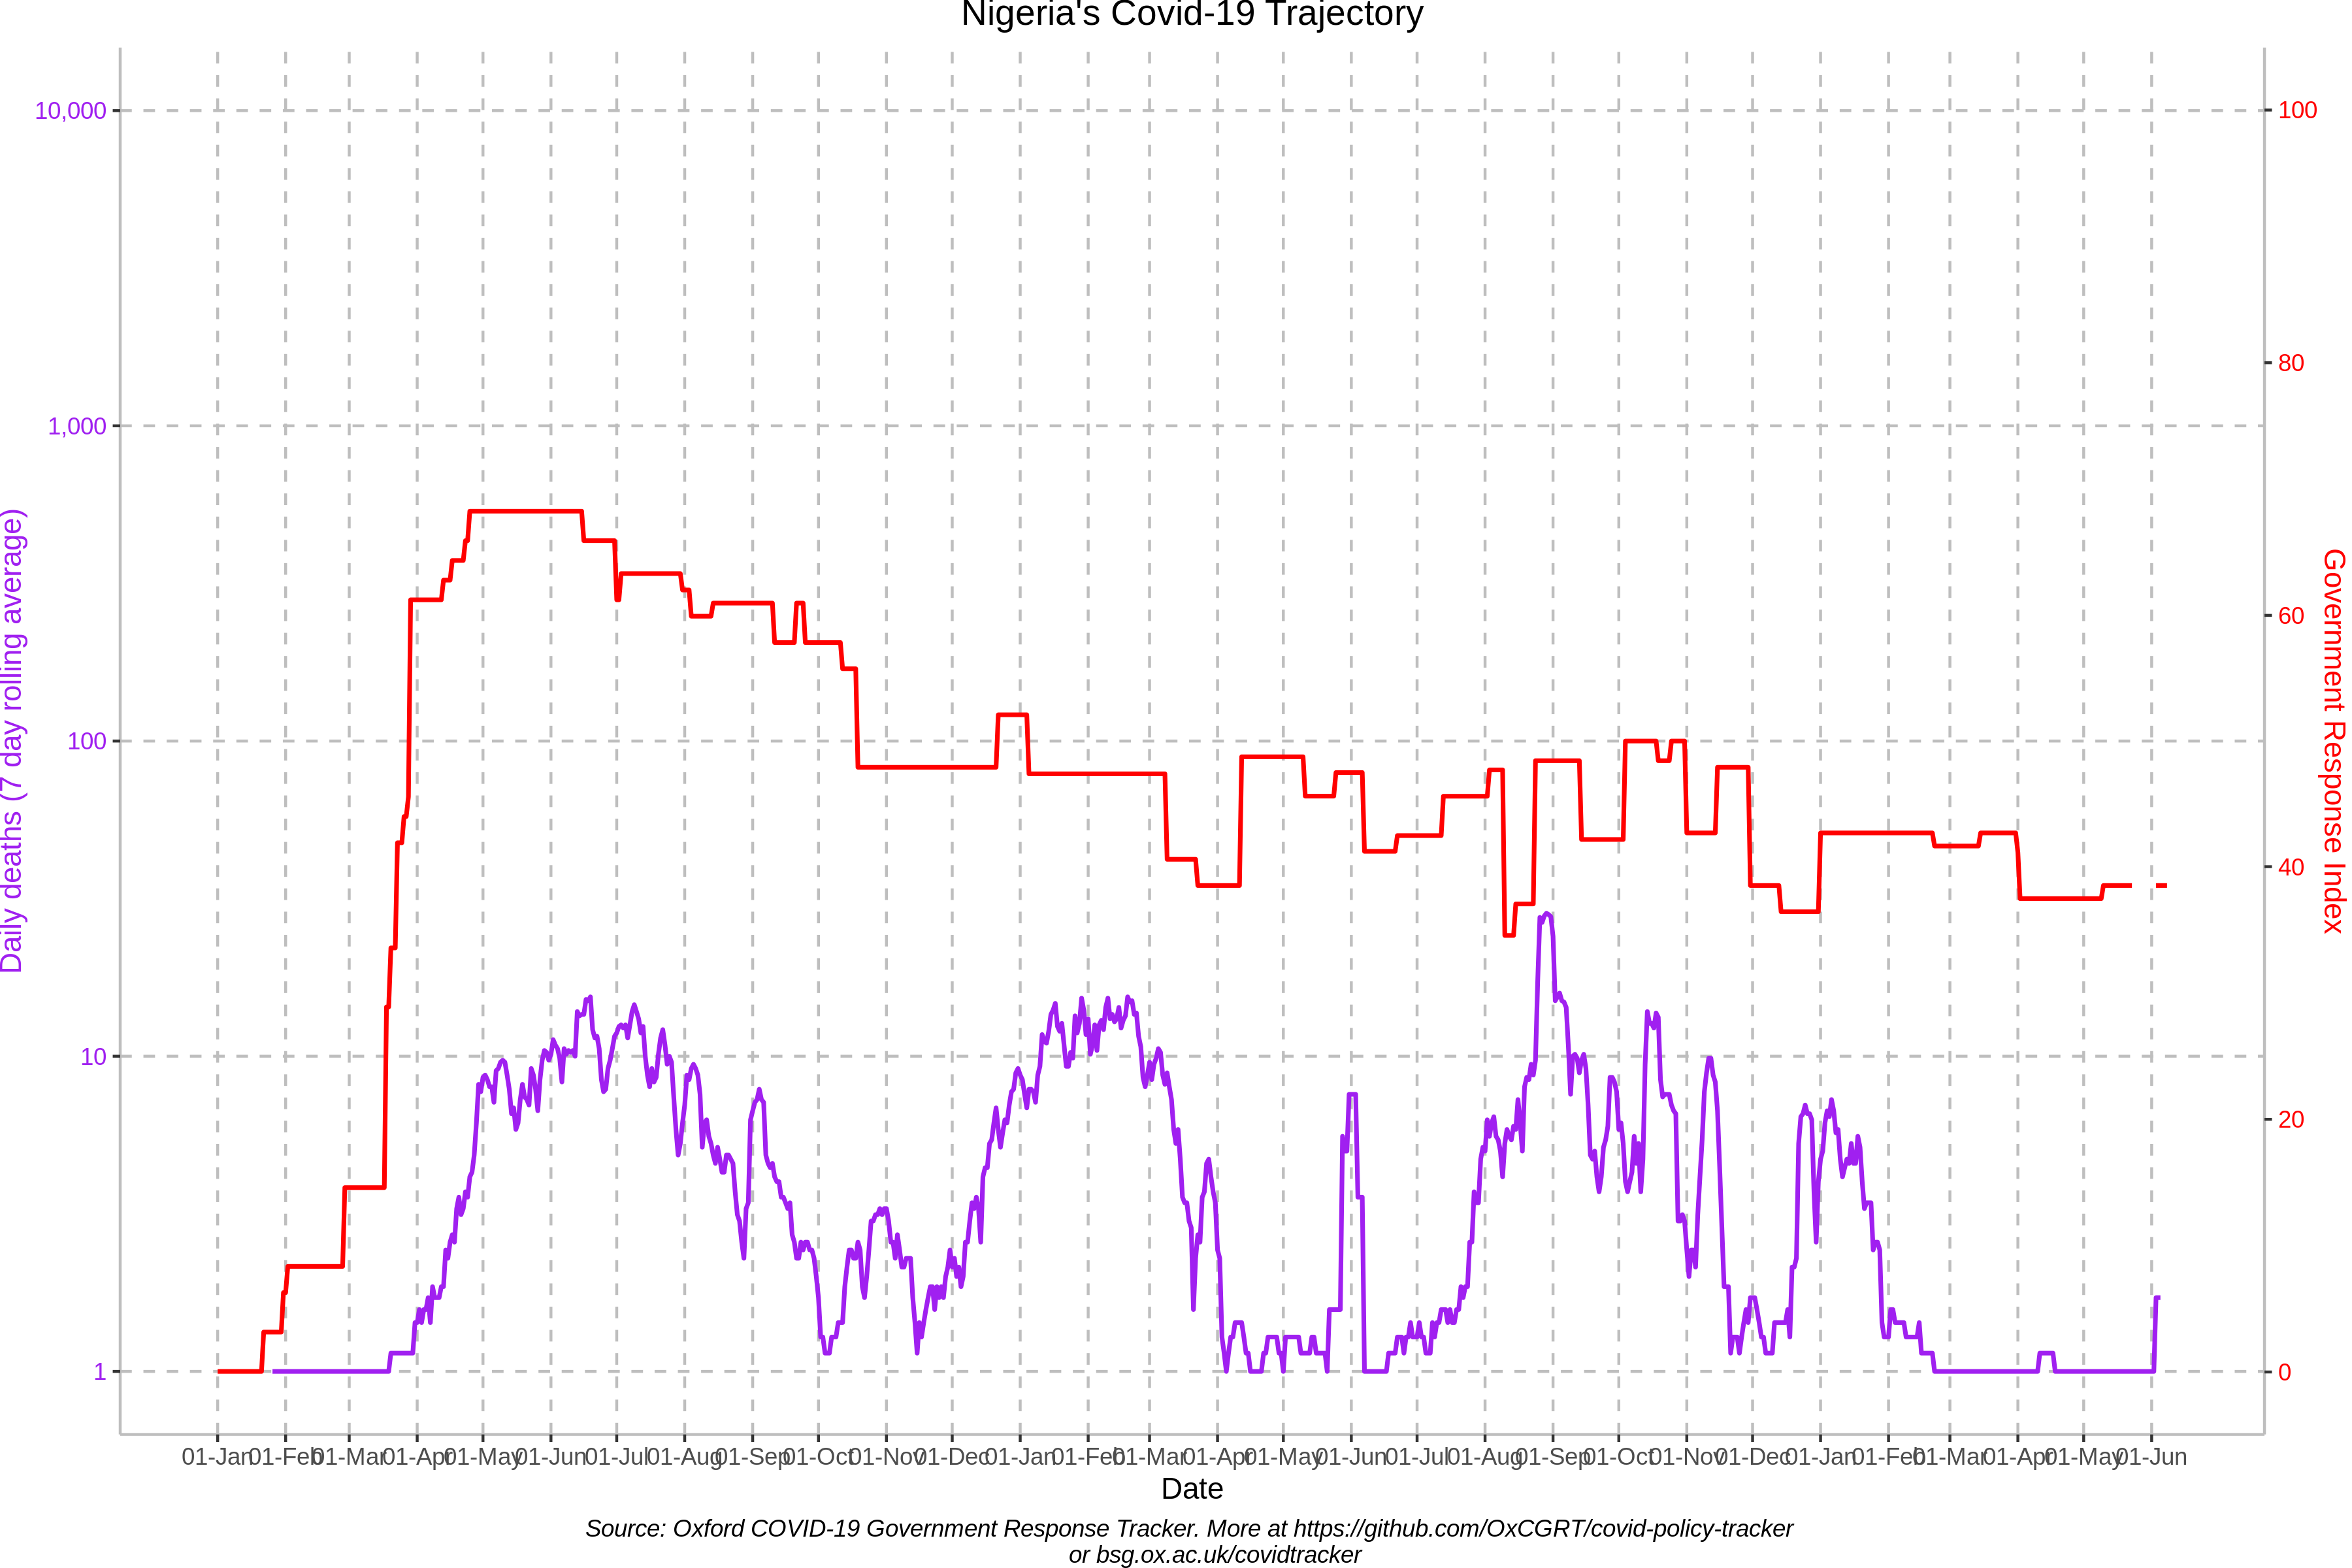 Nigeria's Covid-19 Trajectory
10,000
1,000
100
10
1
Daily deaths (7 day rolling average)
100
80
60
40
20
0
Government Response Index
01-Jan 01-Feb 01-Mar 01-Apr 01-May 01-Jun 01-Jul 01-Aug 01-Sep 01-Oct 01-Nov 01-Dec 01-Jan 01-Feb 01-Mar 01-Apr 01-May 01-Jun 01-Jul 01-Aug 01-Sep 01-Oct 01-Nov 01-Dec 01-Jan 01-Feb 01-Mar 01-Apr 01-May 01-Jun
Date
Source: Oxford COVID-19 Government Response Tracker. More at https://github.com/OxCGRT/covid-policy-tracker
or bsg.ox.ac.uk/covidtracker